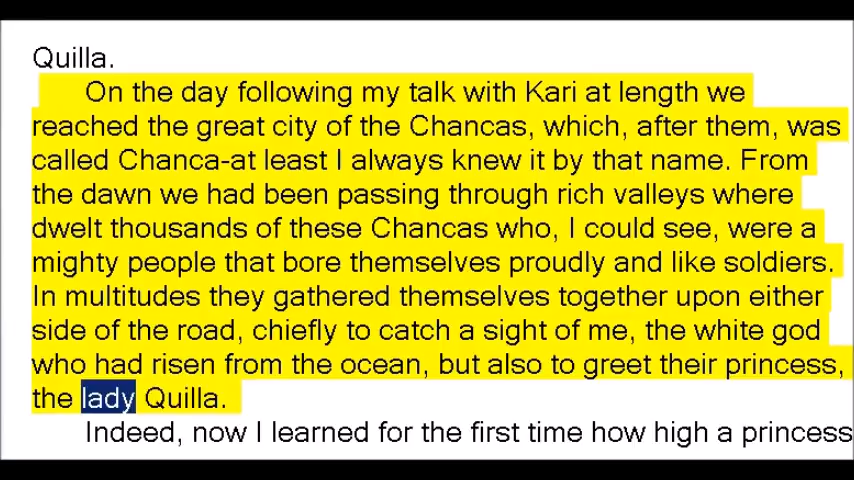 Quilla.
On the day following my talk with Kari at length we
reached the great city of the Chancas, which, after them, was
called Chanca-at least I always knew it by that name. From
the dawn we had been passing through rich valleys where
dwelt thousands of these Chancas who, I could see, were a
mighty people that bore themselves proudly and like soldiers.
In multitudes they gathered themselves together upon either
side of the road, chiefly to catch a sight of me, the white god
who had risen from the ocean, but also to greet their princess,
the lady Quilla.
Indeed, now I learned for the first time how high a princess